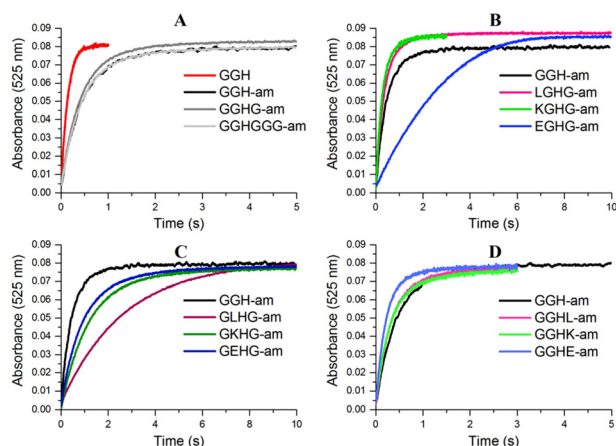 A
Absorbance (525 nm)
0.09
0.08
0.07
0.06
0.05
0.04
0.03
0.02
0.01
0.00
GGH
GGH-am
GGHG-am
GGHGGG-am
0 1 2 3 4 5
Time (s)
B
Absorbance (525 nm)
0.09
0.08
0.07
0.06
0.05
0.04
0.03
0.02
0.01
0.00
GGH-am
LGHG-am
KGHG-am
EGHG-am
0 2 4 6 8 10
Time (s)
C
Absorbance (525 nm)
0.09
0.08
0.07
0.06
0.05
0.04
0.03
0.02
0.01
0.00
GGH-am
GLHG-am
GKHG-am
GEHG-am
0 2 4 6 8 10
Time (s)
D
Absorbance (525 nm)
0.09
0.08
0.07
0.06
0.05
0.04
0.03
0.02
0.01
0.00
GGH-am
GGHL-am
GGHK-am
GGHE-am
0 1 2 3 4 5
Time (s)